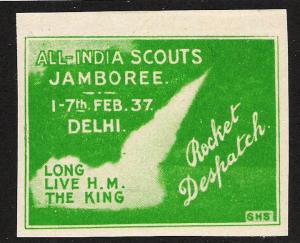 ALL-INDIA SCOUTS
JAMBOREE.
1-7th. FEB. 37.
DELHI.
Rocket
Despatch.
LONG
LIVE H.M.
THE KING
GHS